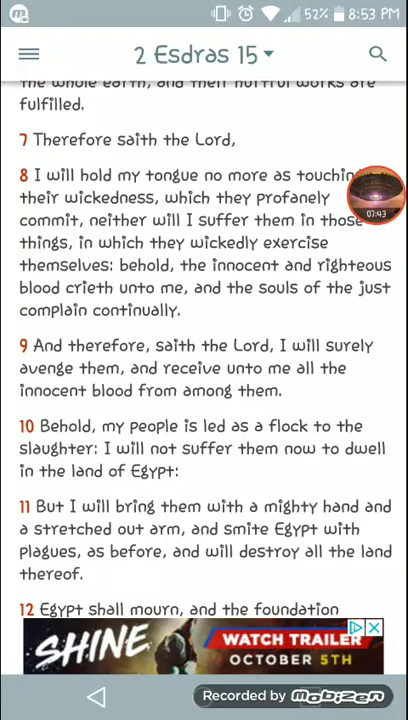 52% 8:53 PM
2 Esdras 15
the whole earth, and their hurtful works are
fulfilled.
7 Therefore saith the Lord,
8 I will hold my tongue no more as touching
their wickedness, which they profanely
commit, neither will I suffer them in those
things, in which they wickedly exercise
themselves: behold, the innocent and righteous
blood crieth unto me, and the souls of the just
complain continually.
9 And therefore, saith the Lord, I will surely
avenge them, and receive unto me all the
innocent blood from among them.
10 Behold, my people is led as a flock to the
slaughter: I will not suffer them now to dwell
in the land of Egypt:
11 But I will bring them with a mighty hand and
a stretched out arm, and smite Egypt with
plagues, as before, and will destroy all the land
thereof.
12 Egypt shall mourn, and the foundation
07:43
SHINE
WATCH TRAILER
OCTOBER 5TH
Recorded by mobizen